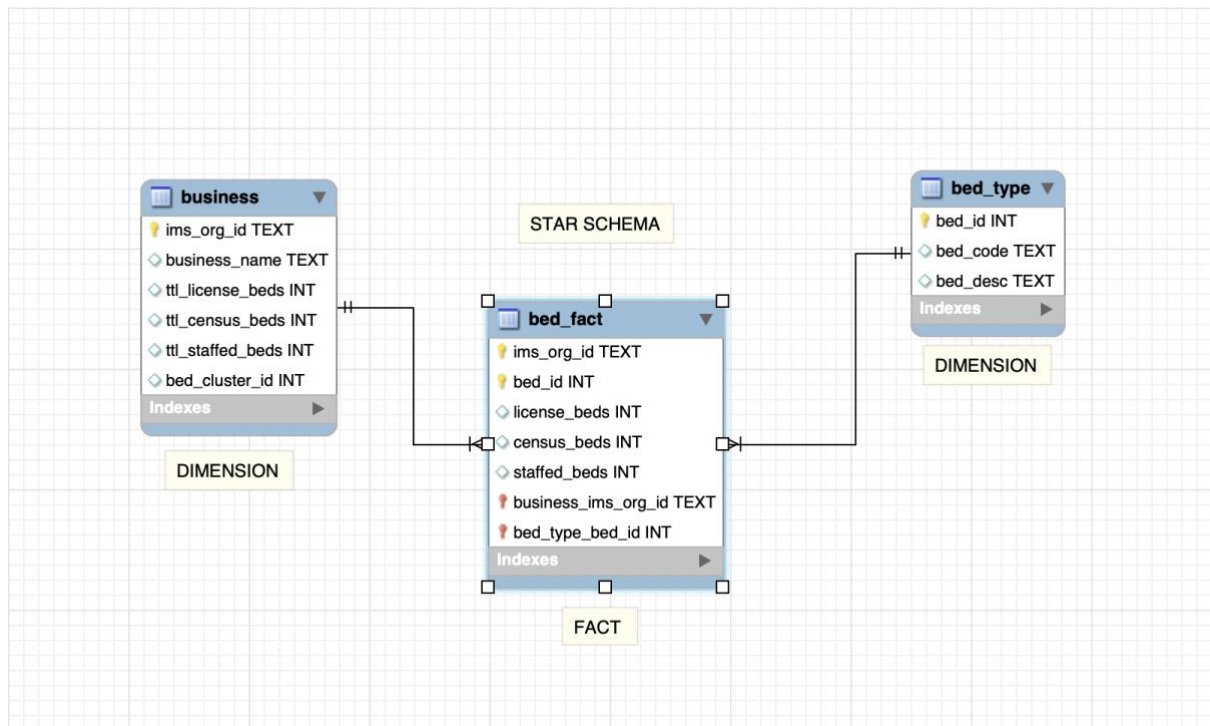 business
ims_org_id TEXT
business_name TEXT
ttl_license_beds INT
ttl_census_beds INT
ttl_staffed_beds INT
bed_cluster_id INT
Indexes
DIMENSION
STAR SCHEMA
bed_fact
ims_org_id TEXT
bed_id INT
license_beds INT
census_beds INT
staffed_beds INT
business_ims_org_id TEXT
bed_type_bed_id INT
Indexes
FACT
bed_type
bed_id INT
bed_code TEXT
bed_desc TEXT
Indexes
DIMENSION